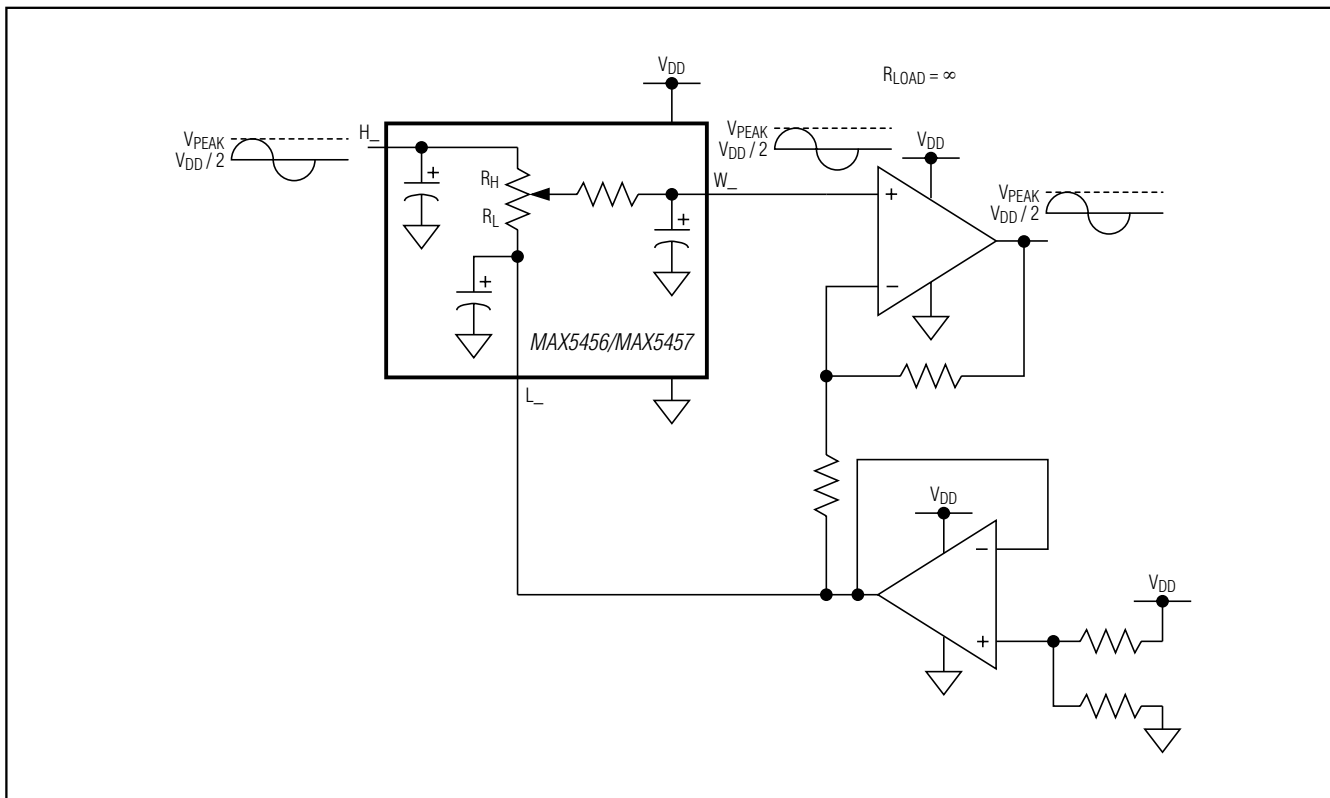 V_DD
R_LOAD = ∞
V_PEAK
V_DD / 2
H_
R_H
R_L
V_PEAK
V_DD / 2
W_
V_DD
+
−
V_PEAK
V_DD / 2
+
+
+
MAX5456/MAX5457
L_
V_DD
−
+
V_DD